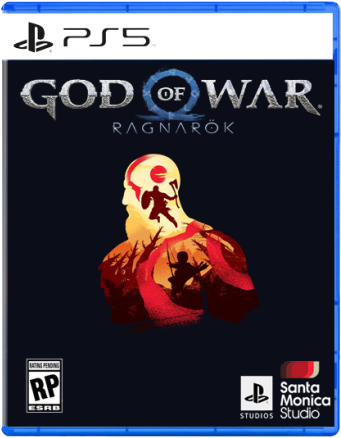 PS5
GOD OF WAR
RAGNARÖK
RATING PENDING
RP
ESRB
STUDIOS
Santa
Monica
Studio